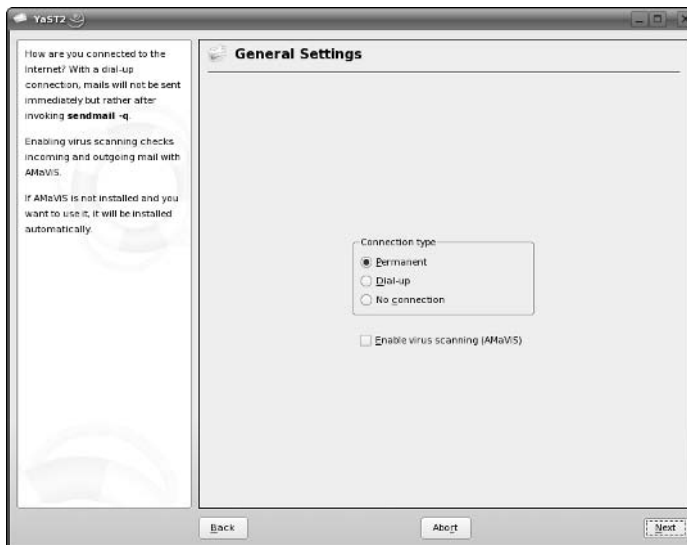 YaST2
How are you connected to the
Internet? With a dial-up
connection, mails will not be sent
immediately but rather after
invoking sendmail -q.
Enabling virus scanning checks
incoming and outgoing mail with
AMaViS.
If AMaViS is not installed and you
want to use it, it will be installed
automatically.
General Settings
Connection type
Permanent
Dial-up
No connection
Enable virus scanning (AMaViS)
Back
Abort
Next